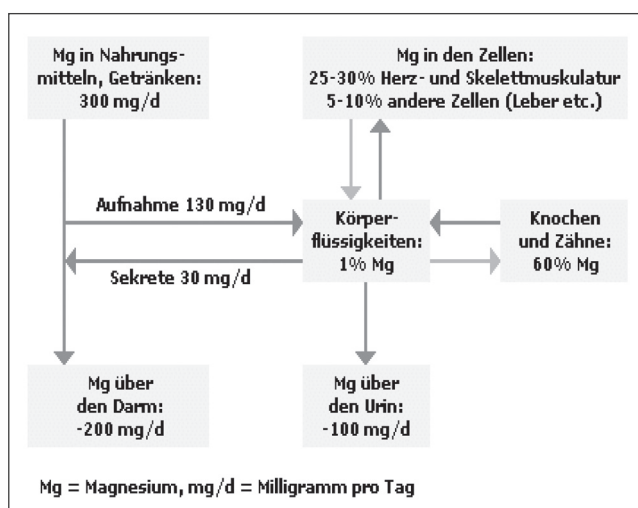 Mg in Nahrungs-
mitteln, Getränken:
300 mg/d
Mg in den Zellen:
25-30% Herz- und Skelettmuskulatur
5-10% andere Zellen (Leber etc.)
Aufnahme 130 mg/d
Sekrete 30 mg/d
Körper-
flüssigkeiten:
1% Mg
Knochen
und Zähne:
60% Mg
Mg über
den Darm:
-200 mg/d
Mg über
den Urin:
-100 mg/d
Mg = Magnesium, mg/d = Milligramm pro Tag